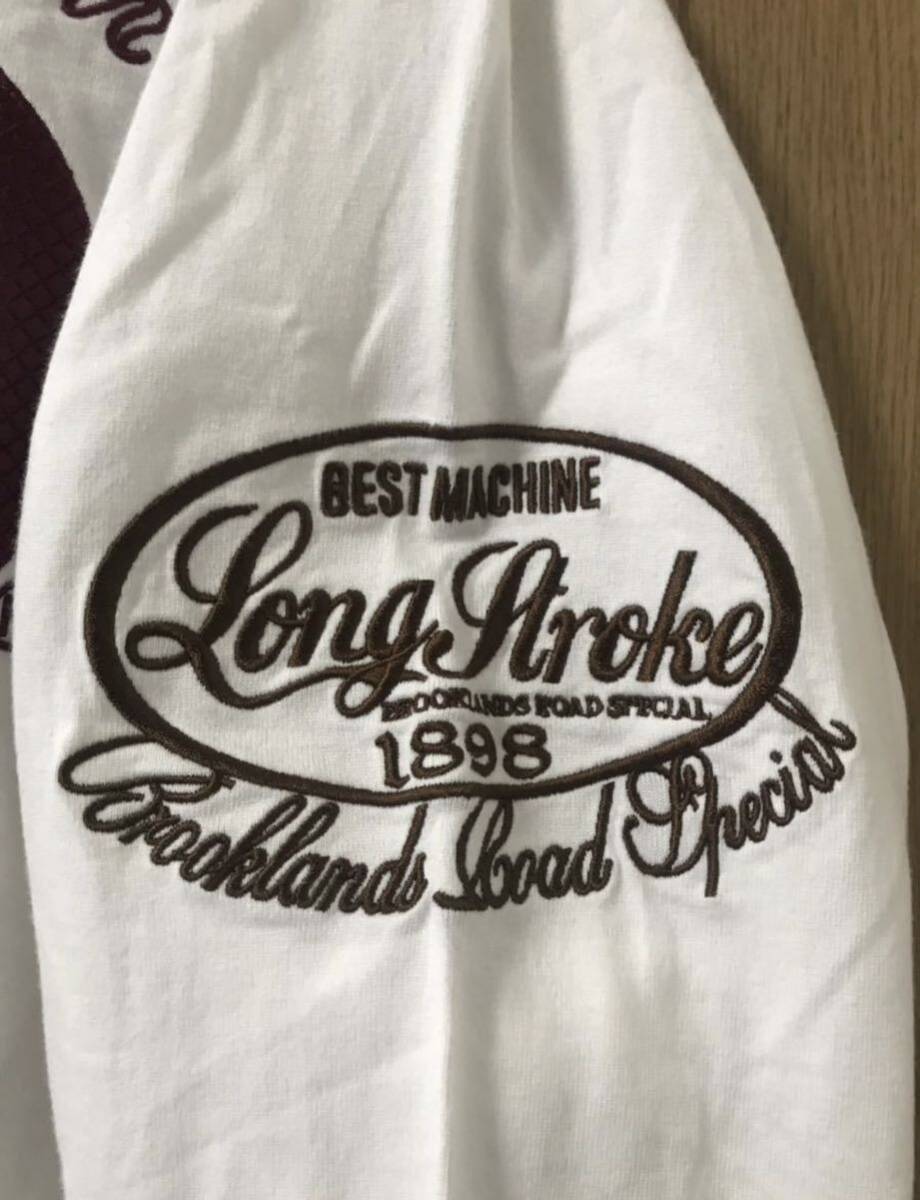 BEST MACHINE
Long Stroke
BROOKLANDS ROAD SPECIAL
1898
Brooklands Road Special